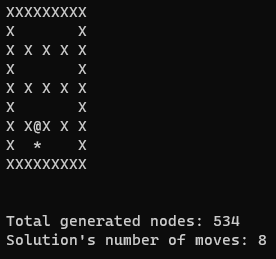 XXXXXXXXX
X       X
X X X X X
X       X
X X X X X
X       X
X X@X X X
X  *    X
XXXXXXXXX
Total generated nodes: 534
Solution's number of moves: 8